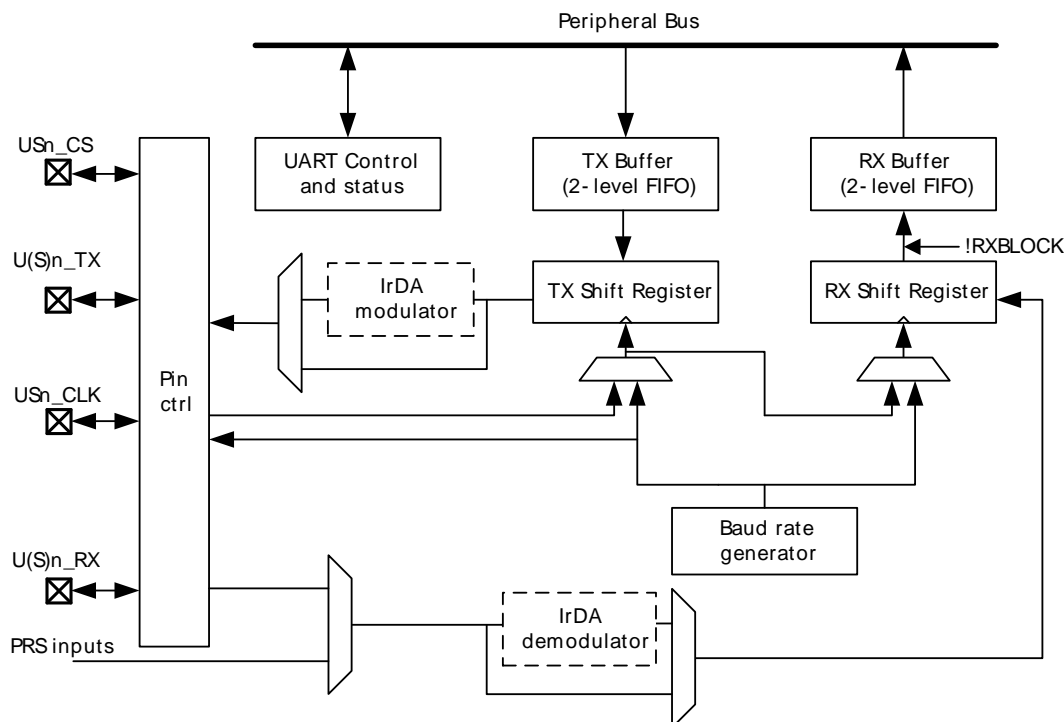 Peripheral Bus
USn_CS
UART Control
and status
TX Buffer
(2- level FIFO)
RX Buffer
(2- level FIFO)
!RXBLOCK
U(S)n_TX
IrDA
modulator
TX Shift Register
RX Shift Register
Pin
ctrl
USn_CLK
Baud rate
generator
U(S)n_RX
IrDA
demodulator
PRS inputs